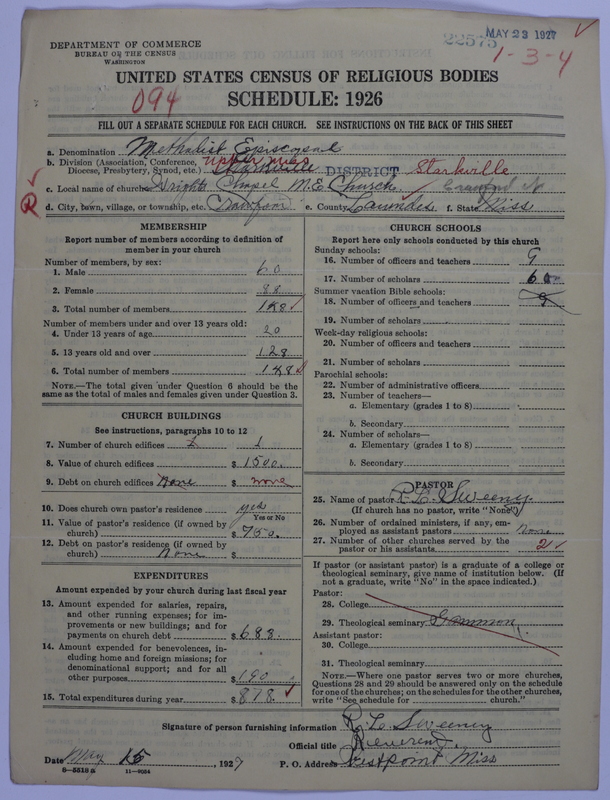 DEPARTMENT OF COMMERCE
BUREAU OF THE CENSUS
WASHINGTON
22575
MAY 23 1927
1-3-4
UNITED STATES CENSUS OF RELIGIOUS BODIES
SCHEDULE: 1926
094
FILL OUT A SEPARATE SCHEDULE FOR EACH CHURCH. SEE INSTRUCTIONS ON THE BACK OF THIS SHEET
a. Denomination Methodist Episcopal
b. Division (Association, Conference, Upper Miss
Diocese, Presbytery, Synod, etc.) DISTRICT Starkville
c. Local name of church Wrights Chapel M.E. Church
d. City, town, village, or township, etc. Crawford e. County Lowndes f. State Miss
R
MEMBERSHIP
Report number of members according to definition of
member in your church
Number of members, by sex:
1. Male 60
2. Female 88
3. Total number of members 148
Number of members under and over 13 years old:
4. Under 13 years of age 20
5. 13 years old and over 128
6. Total number of members 148
NOTE.—The total given under Question 6 should be
same as the total of males and females given under Question 3.
CHURCH BUILDINGS
See instructions, paragraphs 10 to 12
7. Number of church edifices 1 1
8. Value of church edifices $ 1500.
9. Debt on church edifices None $ none
10. Does church own pastor's residence yes
Yes or No
11. Value of pastor's residence (if owned by
church) $ 750.
12. Debt on pastor's residence (if owned by
church) None $
EXPENDITURES
Amount expended by your church during last fiscal year
13. Amount expended for salaries, repairs,
and other running expenses; for im-
provements or new buildings; and for
payments on church debt $ 688.
14. Amount expended for benevolences, in-
cluding home and foreign missions; for
denominational support; and for all
other purposes $ 190
15. Total expenditures during year $ 878
CHURCH SCHOOLS
Report here only schools conducted by this church
Sunday schools:
16. Number of officers and teachers 9
17. Number of scholars 60
Summer vacation Bible schools:
18. Number of officers and teachers 9
19. Number of scholars
Week-day religious schools:
20. Number of officers and teachers
21. Number of scholars
Parochial schools:
22. Number of administrative officers
23. Number of teachers—
a. Elementary (grades 1 to 8)
b. Secondary
24. Number of scholars—
a. Elementary (grades 1 to 8)
b. Secondary
PASTOR
25. Name of pastor R L Sweeney
(If church has no pastor, write "None")
26. Number of ordained ministers, if any, em-
ployed as assistant pastors None
27. Number of other churches served by the
pastor or his assistants 2
If pastor (or assistant pastor) is a graduate of a college or
theological seminary, give name of institution below. (If
not a graduate, write "No" in the space indicated.)
Pastor:
28. College
29. Theological seminary Gammon
Assistant pastor:
30. College
31. Theological seminary
NOTE.—Where one pastor serves two or more churches,
Questions 28 and 29 should be answered only on the schedule
for one of the churches; on the schedules for the other churches,
write "See schedule for church."
Signature of person furnishing information R. L. Sweeney
Official title Reverend.
Date May 15, 1927 P. O. Address Westpoint Miss
8—5518 a 11—9034